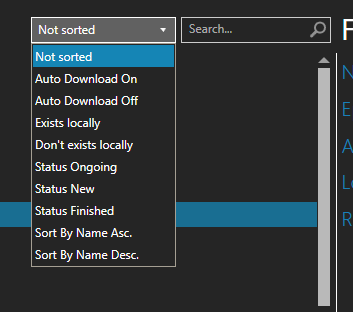 Not sorted
Search...
Not sorted
Auto Download On
Auto Download Off
Exists locally
Don't exists locally
Status Ongoing
Status New
Status Finished
Sort By Name Asc.
Sort By Name Desc.